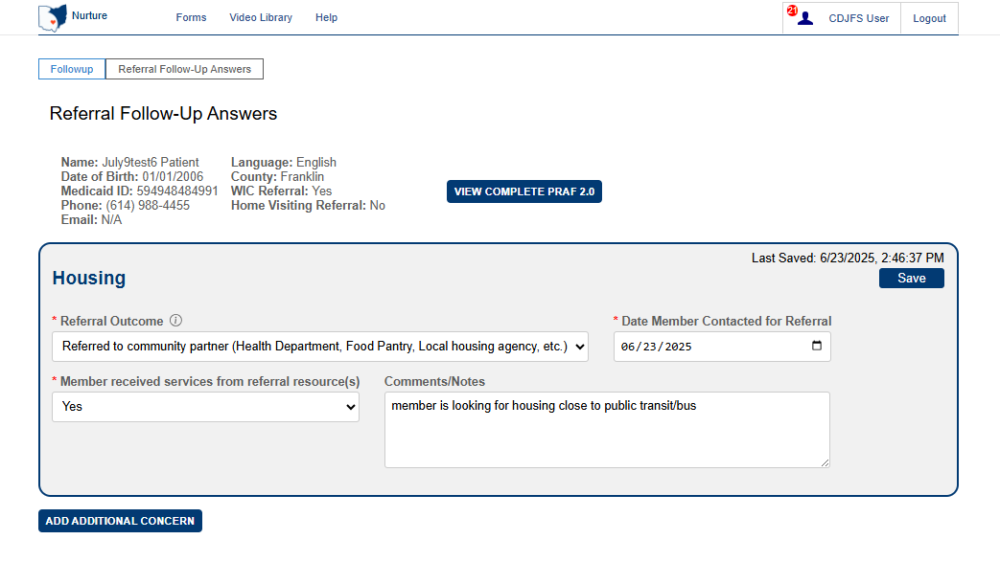 Nurture Forms Video Library Help 21 CDJFS User Logout
Followup Referral Follow-Up Answers
Referral Follow-Up Answers
Name: July9test6 Patient Language: English
Date of Birth: 01/01/2006 County: Franklin
Medicaid ID: 594948484991 WIC Referral: Yes
Phone: (614) 988-4455 Home Visiting Referral: No
Email: N/A
VIEW COMPLETE PRAF 2.0
Last Saved: 6/23/2025, 2:46:37 PM
Housing
Save
* Referral Outcome i * Date Member Contacted for Referral
Referred to community partner (Health Department, Food Pantry, Local housing agency, etc.) 06/23/2025
* Member received services from referral resource(s) Comments/Notes
Yes member is looking for housing close to public transit/bus
ADD ADDITIONAL CONCERN